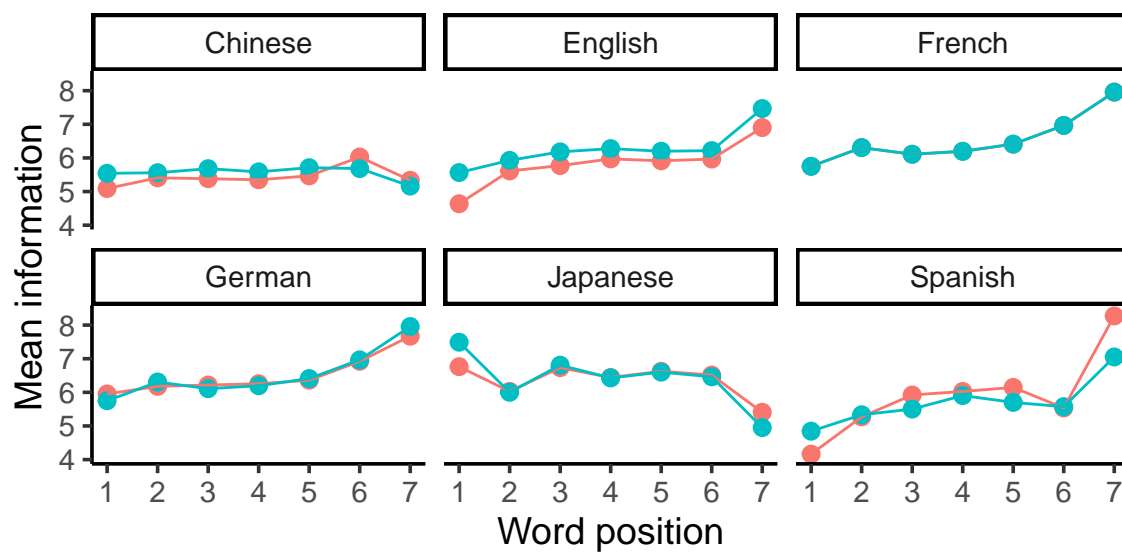 Chinese
English
French
8
7
6
5
4
German
Japanese
Spanish
8
7
6
5
4
1 2 3 4 5 6 7
1 2 3 4 5 6 7
1 2 3 4 5 6 7
Mean information
Word position